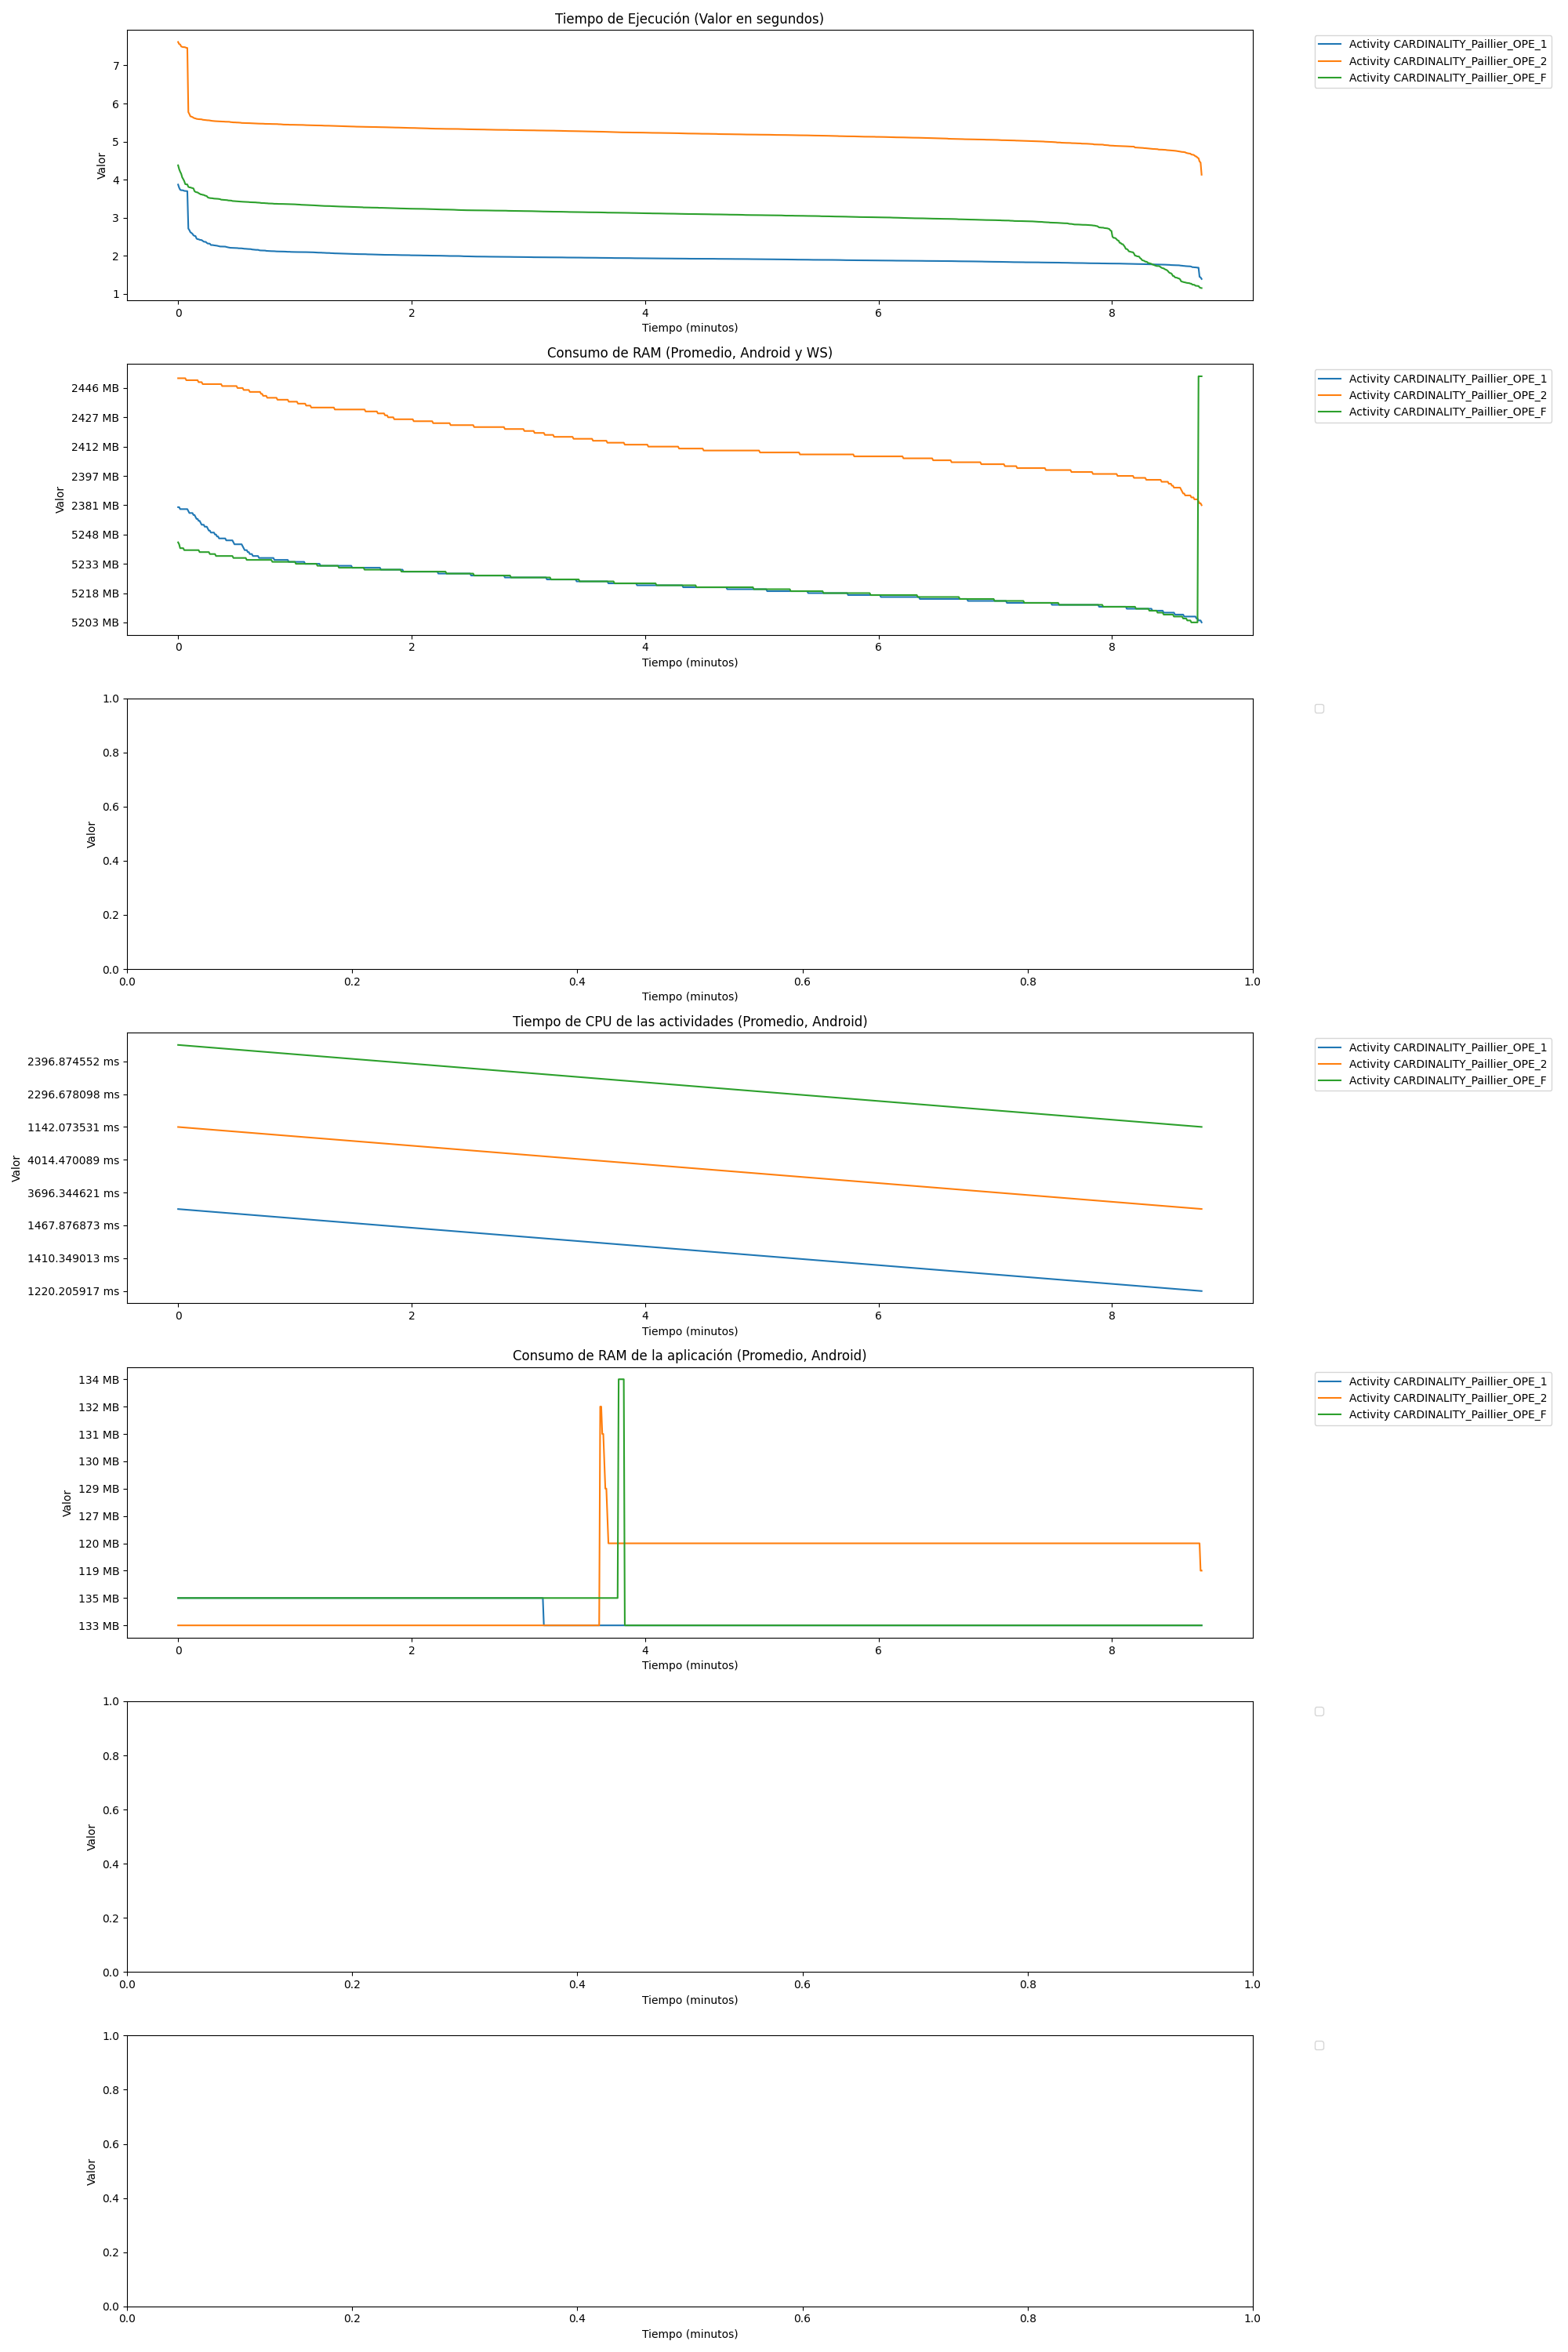 Tiempo de Ejecución (Valor en segundos)
7
6
5
4
3
2
1
Valor
0 2 4 6 8
Tiempo (minutos)
Activity CARDINALITY_Paillier_OPE_1
Activity CARDINALITY_Paillier_OPE_2
Activity CARDINALITY_Paillier_OPE_F
Consumo de RAM (Promedio, Android y WS)
2446 MB
2427 MB
2412 MB
2397 MB
2381 MB
5248 MB
5233 MB
5218 MB
5203 MB
Valor
0 2 4 6 8
Tiempo (minutos)
Activity CARDINALITY_Paillier_OPE_1
Activity CARDINALITY_Paillier_OPE_2
Activity CARDINALITY_Paillier_OPE_F
1.0
0.8
0.6
0.4
0.2
0.0
Valor
0.0 0.2 0.4 0.6 0.8 1.0
Tiempo (minutos)
Tiempo de CPU de las actividades (Promedio, Android)
2396.874552 ms
2296.678098 ms
1142.073531 ms
4014.470089 ms
3696.344621 ms
1467.876873 ms
1410.349013 ms
1220.205917 ms
Valor
0 2 4 6 8
Tiempo (minutos)
Activity CARDINALITY_Paillier_OPE_1
Activity CARDINALITY_Paillier_OPE_2
Activity CARDINALITY_Paillier_OPE_F
Consumo de RAM de la aplicación (Promedio, Android)
134 MB
132 MB
131 MB
130 MB
129 MB
127 MB
120 MB
119 MB
135 MB
133 MB
Valor
0 2 4 6 8
Tiempo (minutos)
Activity CARDINALITY_Paillier_OPE_1
Activity CARDINALITY_Paillier_OPE_2
Activity CARDINALITY_Paillier_OPE_F
1.0
0.8
0.6
0.4
0.2
0.0
Valor
0.0 0.2 0.4 0.6 0.8 1.0
Tiempo (minutos)
1.0
0.8
0.6
0.4
0.2
0.0
Valor
0.0 0.2 0.4 0.6 0.8 1.0
Tiempo (minutos)